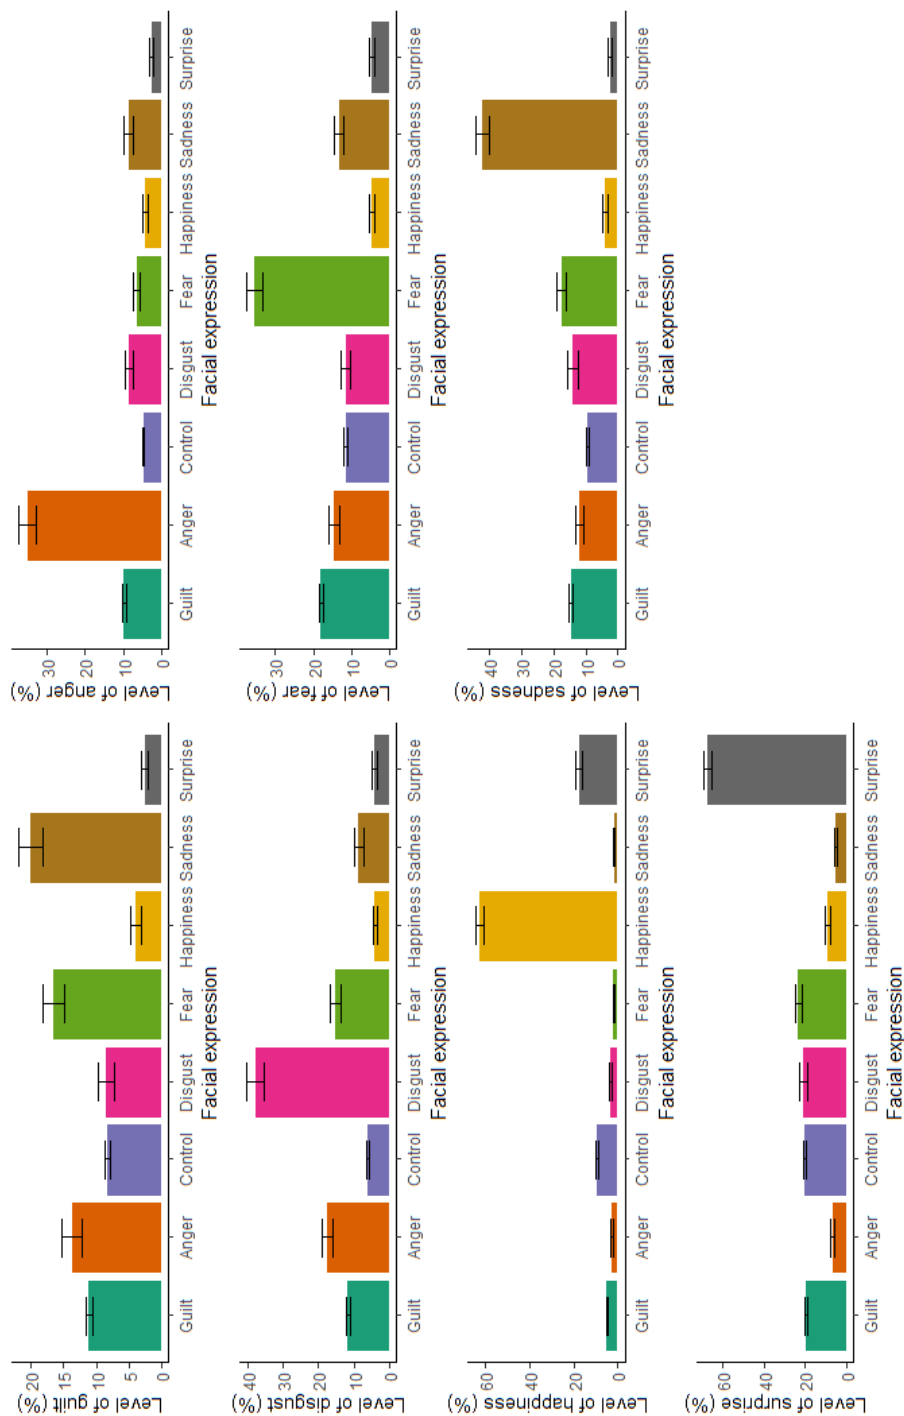 Level of guilt (%)
0 5 10 15 20
Guilt Anger Control Disgust Fear Happiness Sadness Surprise
Facial expression
Level of anger (%)
0 10 20 30
Guilt Anger Control Disgust Fear Happiness Sadness Surprise
Facial expression
Level of disgust (%)
0 10 20 30 40
Guilt Anger Control Disgust Fear Happiness Sadness Surprise
Facial expression
Level of fear (%)
0 10 20 30
Guilt Anger Control Disgust Fear Happiness Sadness Surprise
Facial expression
Level of happiness (%)
0 20 40 60
Guilt Anger Control Disgust Fear Happiness Sadness Surprise
Facial expression
Level of sadness (%)
0 10 20 30 40
Guilt Anger Control Disgust Fear Happiness Sadness Surprise
Facial expression
Level of surprise (%)
0 20 40 60
Guilt Anger Control Disgust Fear Happiness Sadness Surprise
Facial expression